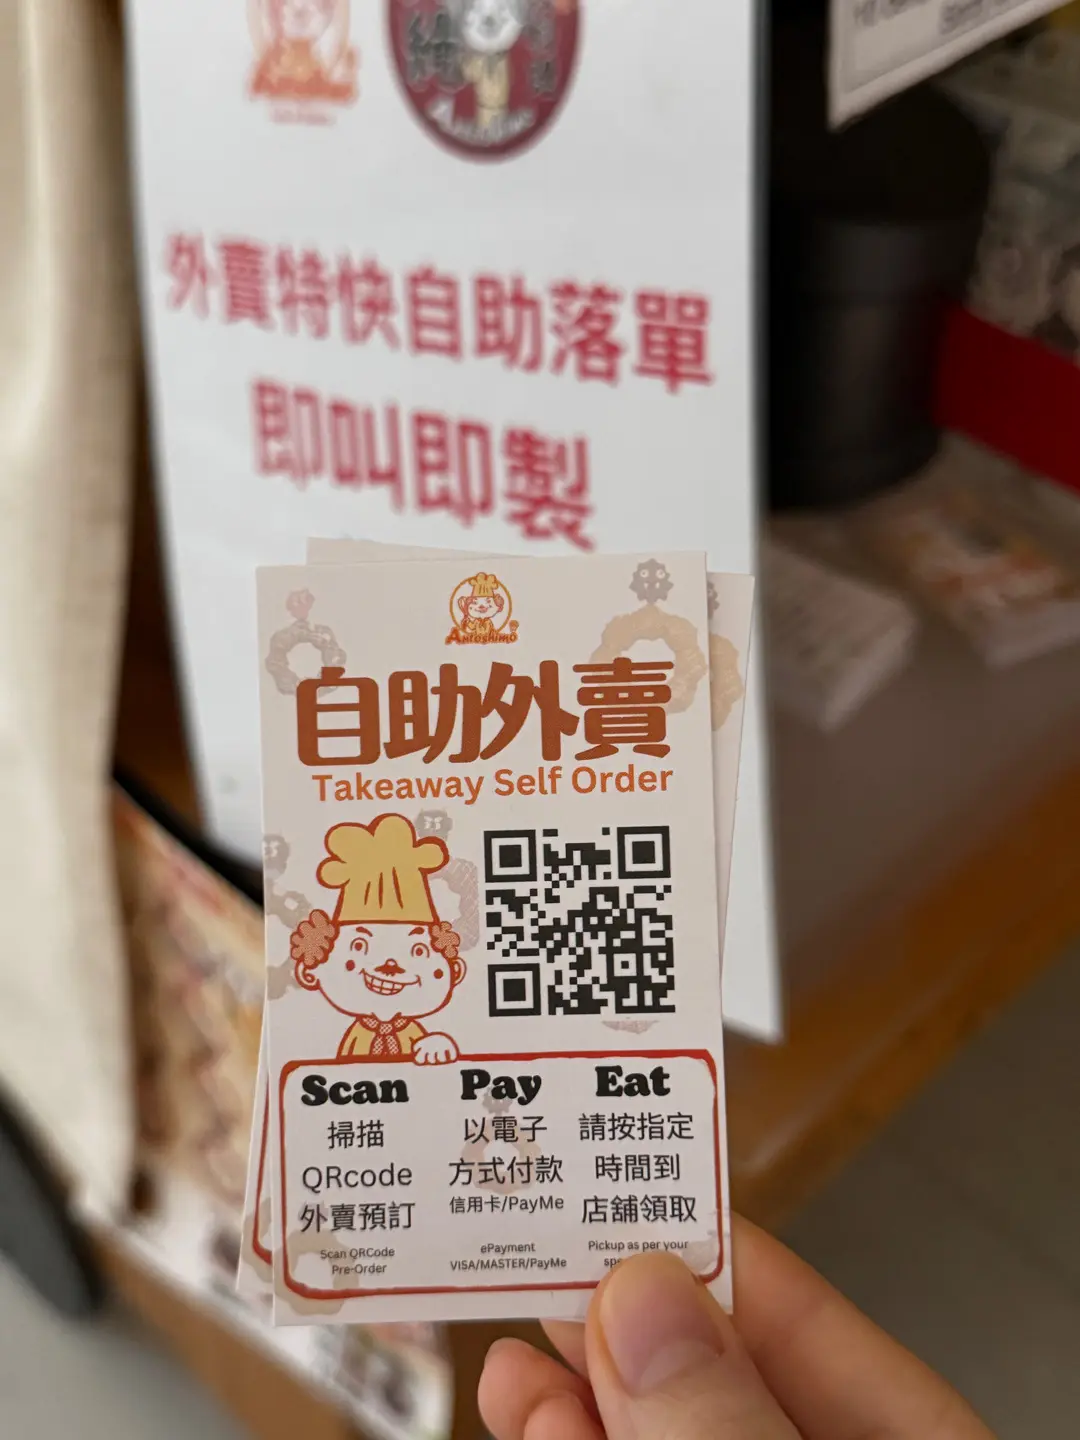 外賣特快自助落單
即叫即製
Antoshimo
自助外賣
Takeaway Self Order
Scan
掃描
QRcode
外賣預訂
Scan QRCode
Pre-Order
Pay
以電子
方式付款
信用卡/PayMe
ePayment
VISA/MASTER/PayMe
Eat
請按指定
時間到
店舖領取
Pickup as per your